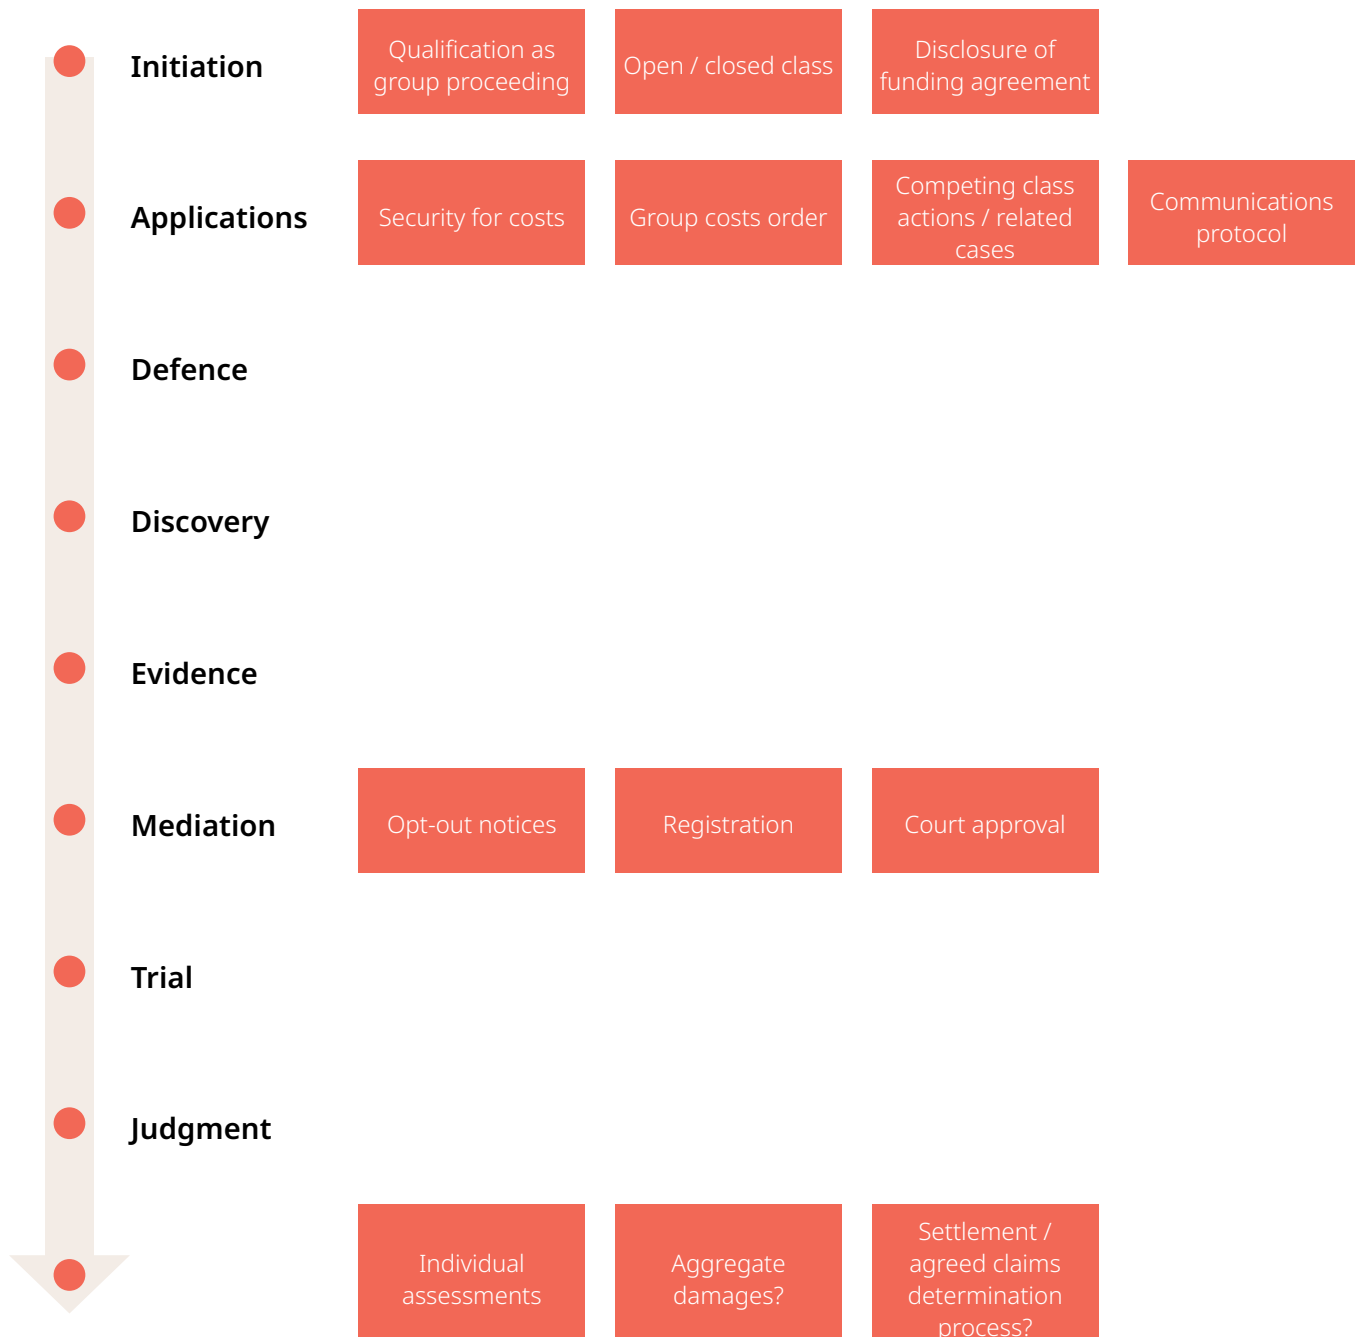 Initiation
Qualification as
group proceeding
Open / closed class
Disclosure of
funding agreement
Applications
Security for costs
Group costs order
Competing class
actions / related
cases
Communications
protocol
Defence
Discovery
Evidence
Mediation
Opt-out notices
Registration
Court approval
Trial
Judgment
Individual
assessments
Aggregate
damages?
Settlement /
agreed claims
determination
process?